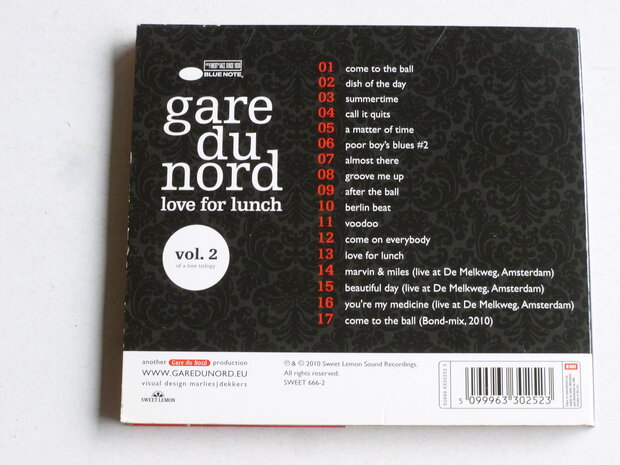 BLUE NOTE
gare
du
nord
love for lunch
vol. 2
of a love trilogy
01 come to the ball
02 dish of the day
03 summertime
04 call it quits
05 a matter of time
06 poor boy's blues #2
07 almost there
08 groove me up
09 after the ball
10 berlin beat
11 voodoo
12 come on everybody
13 love for lunch
14 marvin & miles (live at De Melkweg, Amsterdam)
15 beautiful day (live at De Melkweg, Amsterdam)
16 you're my medicine (live at De Melkweg, Amsterdam)
17 come to the ball (Bond-mix, 2010)
another Gare du Nord production
WWW.GAREDUNORD.EU
visual design marlies|dekkers
SWEET LEMON
℗ & © 2010 Sweet Lemon Sound Recordings.
All rights reserved.
SWEET 666-2
5 099963 302523
EMI